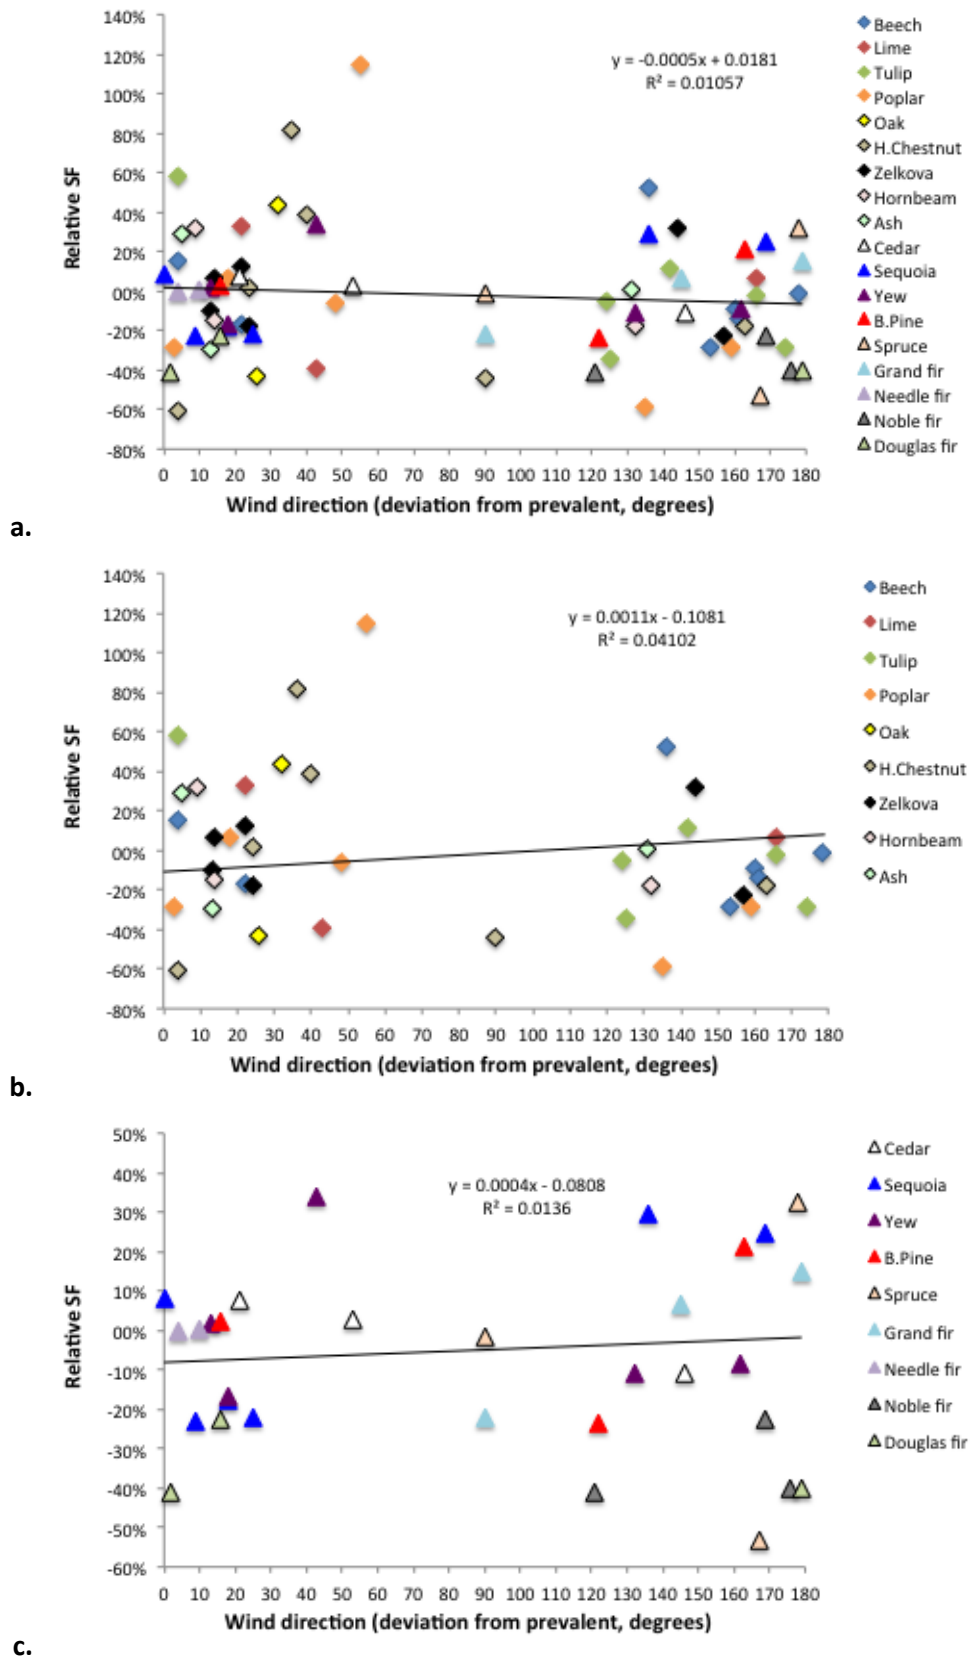 140%
120%
100%
80%
60%
40%
20%
00%
-20%
-40%
-60%
-80%
Relative SF
y = -0.0005x + 0.0181
R² = 0.01057
Beech
Lime
Tulip
Poplar
Oak
H.Chestnut
Zelkova
Hornbeam
Ash
Cedar
Sequoia
Yew
B.Pine
Spruce
Grand fir
Needle fir
Noble fir
Douglas fir
0 10 20 30 40 50 60 70 80 90 100 110 120 130 140 150 160 170 180
Wind direction (deviation from prevalent, degrees)
a.
140%
120%
100%
80%
60%
40%
20%
00%
-20%
-40%
-60%
-80%
Relative SF
y = 0.0011x - 0.1081
R² = 0.04102
Beech
Lime
Tulip
Poplar
Oak
H.Chestnut
Zelkova
Hornbeam
Ash
0 10 20 30 40 50 60 70 80 90 100 110 120 130 140 150 160 170 180
Wind direction (deviation from prevalent, degrees)
b.
50%
40%
30%
20%
10%
00%
-10%
-20%
-30%
-40%
-50%
-60%
Relative SF
y = 0.0004x - 0.0808
R² = 0.0136
Cedar
Sequoia
Yew
B.Pine
Spruce
Grand fir
Needle fir
Noble fir
Douglas fir
0 10 20 30 40 50 60 70 80 90 100 110 120 130 140 150 160 170 180
Wind direction (deviation from prevalent, degrees)
c.